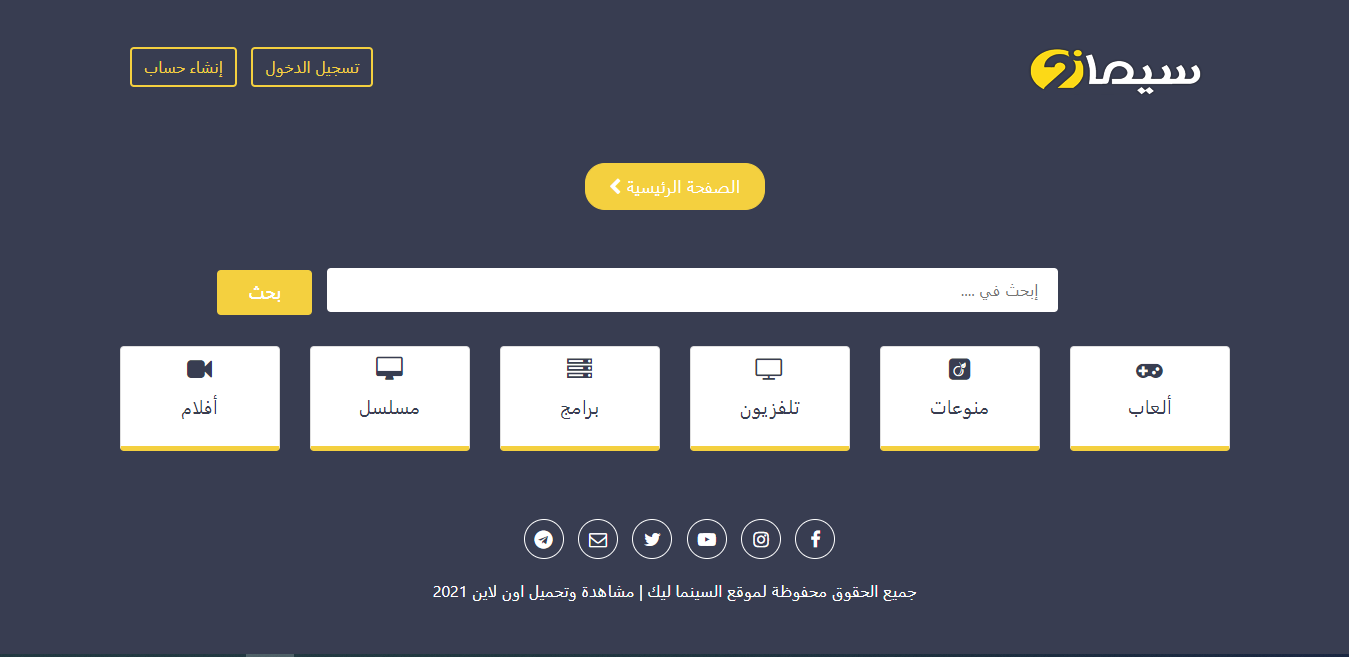 سيما2
تسجيل الدخول
إنشاء حساب
الصفحة الرئيسية
إبحث في ....
بحث
ألعاب
منوعات
تلفزيون
برامج
مسلسل
أفلام
جميع الحقوق محفوظة لموقع السينما ليك | مشاهدة وتحميل اون لاين 2021